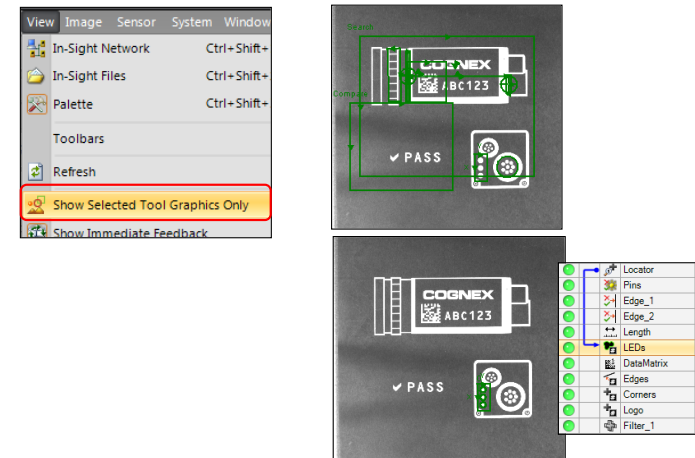 View Image Sensor System Window
In-Sight Network Ctrl+Shift+
In-Sight Files Ctrl+Shift+
Palette Ctrl+Shift+
Toolbars
Refresh
Show Selected Tool Graphics Only
Show Immediate Feedback
Search
COGNEX
ABC123
Compare
PASS
COGNEX
ABC123
PASS
Locator
Pins
Edge_1
Edge_2
Length
LEDs
DataMatrix
Edges
Corners
Logo
Filter_1